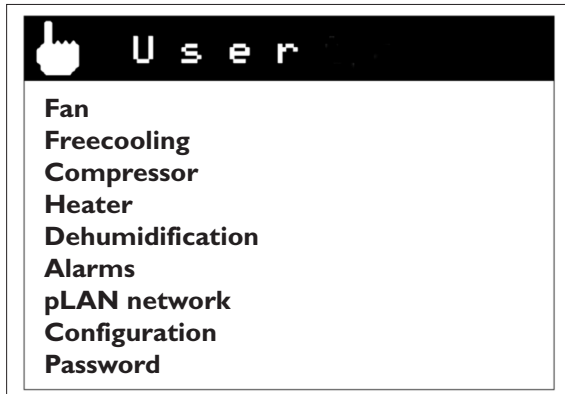 User
Fan
Freecooling
Compressor
Heater
Dehumidification
Alarms
pLAN network
Configuration
Password